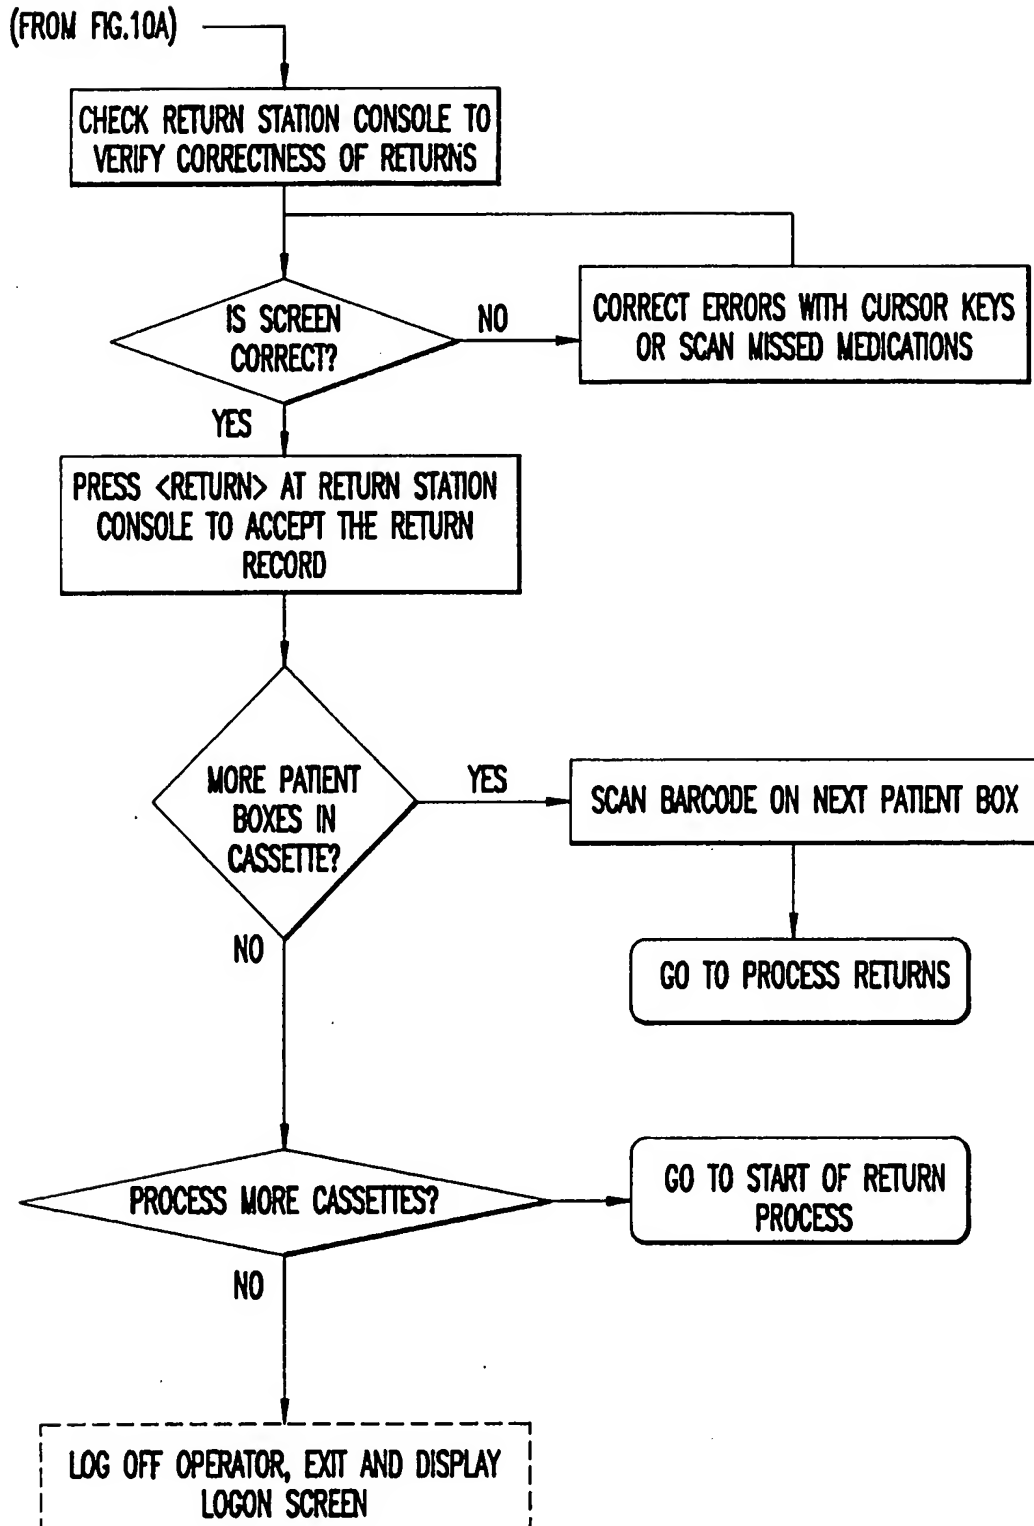 (FROM FIG.10A)
CHECK RETURN STATION CONSOLE TO
VERIFY CORRECTNESS OF RETURNS
IS SCREEN
CORRECT?
NO
CORRECT ERRORS WITH CURSOR KEYS
OR SCAN MISSED MEDICATIONS
YES
PRESS <RETURN> AT RETURN STATION
CONSOLE TO ACCEPT THE RETURN
RECORD
MORE PATIENT
BOXES IN
CASSETTE?
YES
SCAN BARCODE ON NEXT PATIENT BOX
NO
GO TO PROCESS RETURNS
PROCESS MORE CASSETTES?
GO TO START OF RETURN
PROCESS
NO
LOG OFF OPERATOR, EXIT AND DISPLAY
LOGON SCREEN